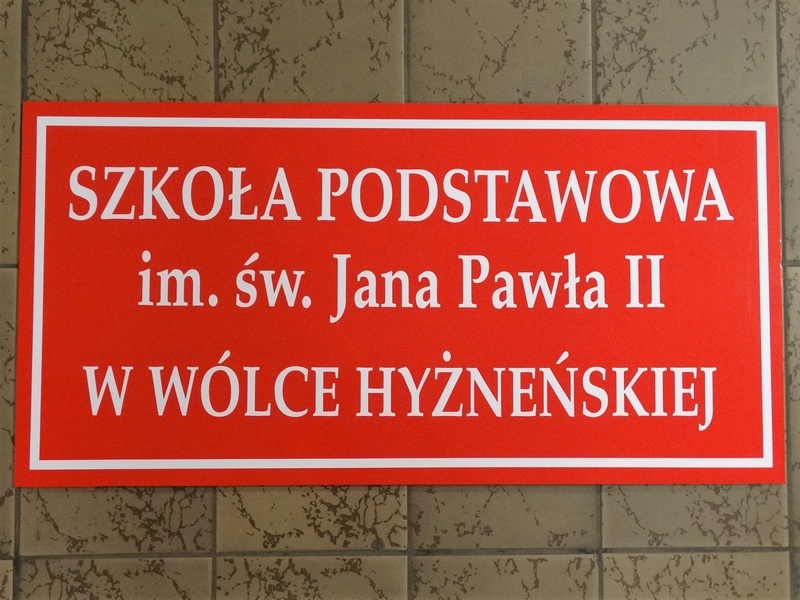 SZKOŁA PODSTAWOWA
im. św. Jana Pawła II
W WÓLCE HYŻNEŃSKIEJ